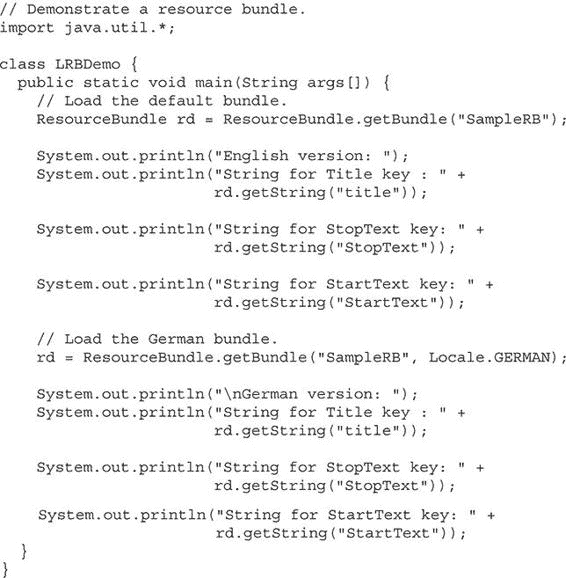 // Demonstrate a resource bundle.
import java.util.*;

class LRBDemo {
  public static void main(String args[]) {
    // Load the default bundle.
    ResourceBundle rd = ResourceBundle.getBundle("SampleRB");

    System.out.println("English version: ");
    System.out.println("String for Title key : " +
                       rd.getString("title"));

    System.out.println("String for StopText key: " +
                       rd.getString("StopText"));

    System.out.println("String for StartText key: " +
                       rd.getString("StartText"));

    // Load the German bundle.
    rd = ResourceBundle.getBundle("SampleRB", Locale.GERMAN);

    System.out.println("\nGerman version: ");
    System.out.println("String for Title key : " +
                       rd.getString("title"));

    System.out.println("String for StopText key: " +
                       rd.getString("StopText"));

    System.out.println("String for StartText key: " +
                       rd.getString("StartText"));
  }
}